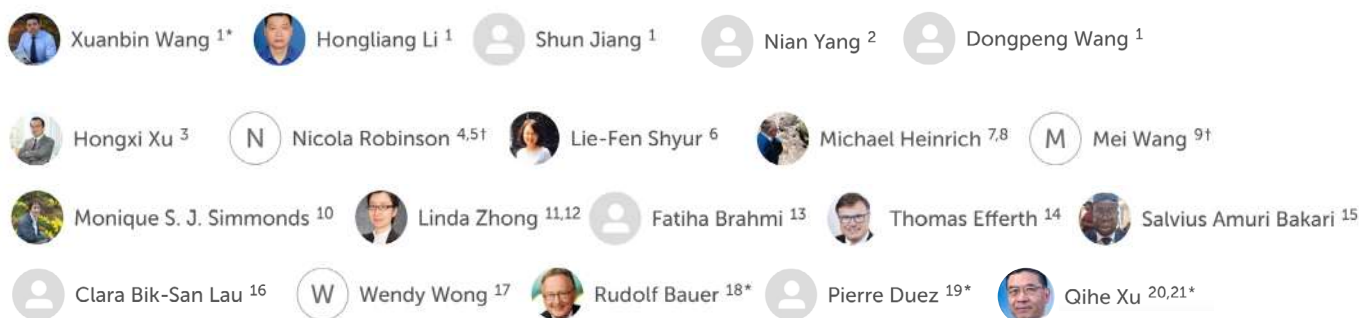 Xuanbin Wang 1* Hongliang Li 1 Shun Jiang 1 Nian Yang 2 Dongpeng Wang 1
Hongxi Xu 3 N Nicola Robinson 4,5† Lie-Fen Shyur 6 Michael Heinrich 7,8 M Mei Wang 9†
Monique S. J. Simmonds 10 Linda Zhong 11,12 Fatiha Brahmi 13 Thomas Efferth 14 Salvius Amuri Bakari 15
Clara Bik-San Lau 16 W Wendy Wong 17 Rudolf Bauer 18* Pierre Duez 19* Qihe Xu 20,21*